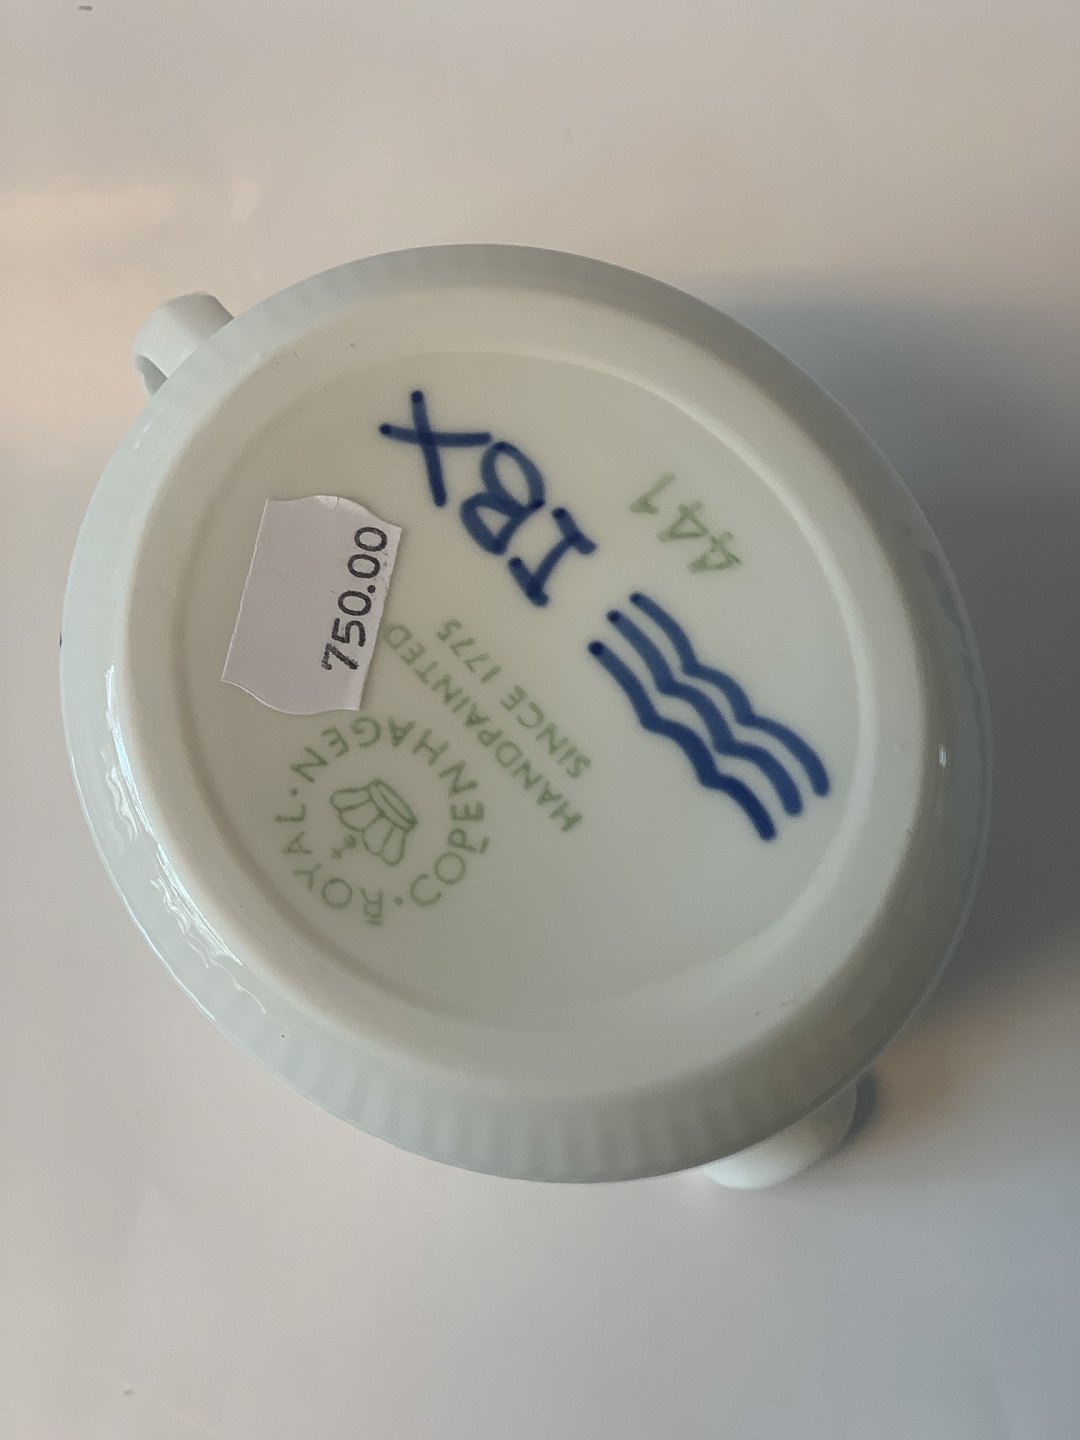 ROYAL · COPENHAGEN ·
HANDPAINTED
SINCE 1775
IBX
441
750.00